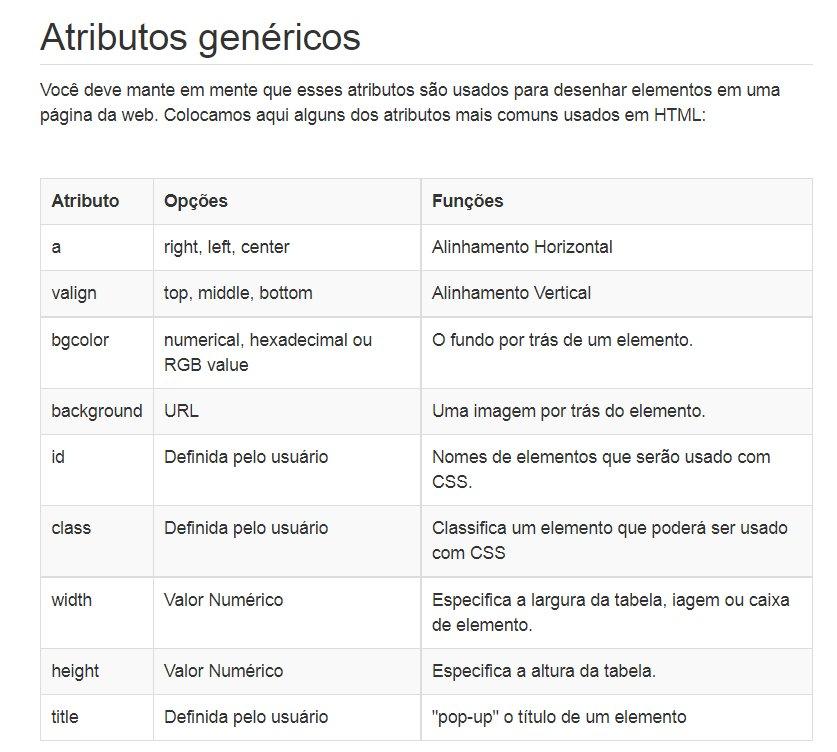 Atributos genéricos
Você deve mante em mente que esses atributos são usados para desenhar elementos em uma
página da web. Colocamos aqui alguns dos atributos mais comuns usados em HTML:
Atributo Opções Funções
a right, left, center Alinhamento Horizontal
valign top, middle, bottom Alinhamento Vertical
bgcolor numerical, hexadecimal ou O fundo por trás de um elemento.
RGB value
background URL Uma imagem por trás do elemento.
id Definida pelo usuário Nomes de elementos que serão usado com
CSS.
class Definida pelo usuário Classifica um elemento que poderá ser usado
com CSS
width Valor Numérico Especifica a largura da tabela, iagem ou caixa
de elemento.
height Valor Numérico Especifica a altura da tabela.
title Definida pelo usuário "pop-up" o título de um elemento